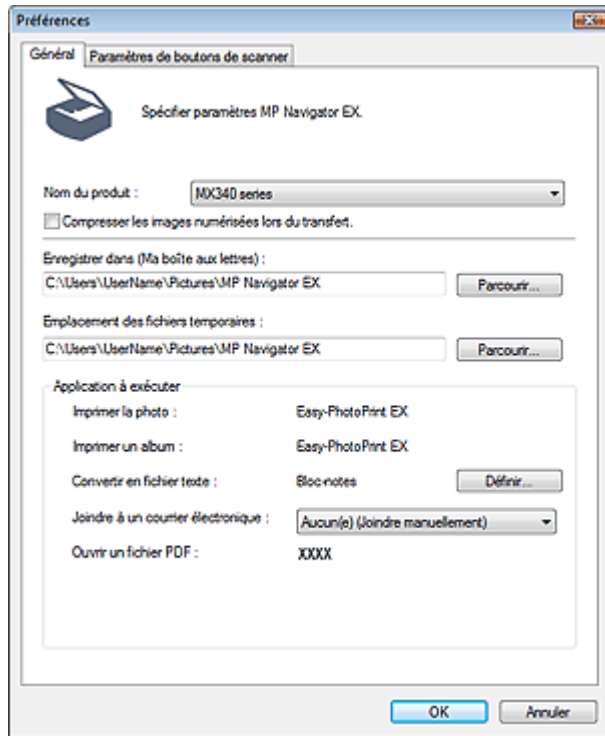 Préférences
Général Paramètres de boutons de scanner
Spécifier paramètres MP Navigator EX.
Nom du produit : MX340 series
Compresser les images numérisées lors du transfert.
Enregistrer dans (Ma boîte aux lettres) :
C:\Users\UserName\Pictures\MP Navigator EX Parcourir...
Emplacement des fichiers temporaires :
C:\Users\UserName\Pictures\MP Navigator EX Parcourir...
Application à exécuter
Imprimer la photo : Easy-PhotoPrint EX
Imprimer un album : Easy-PhotoPrint EX
Convertir en fichier texte : Bloc-notes Définir...
Joindre à un courrier électronique : Aucun(e) (Joindre manuellement)
Ouvrir un fichier PDF : XXXX
OK Annuler